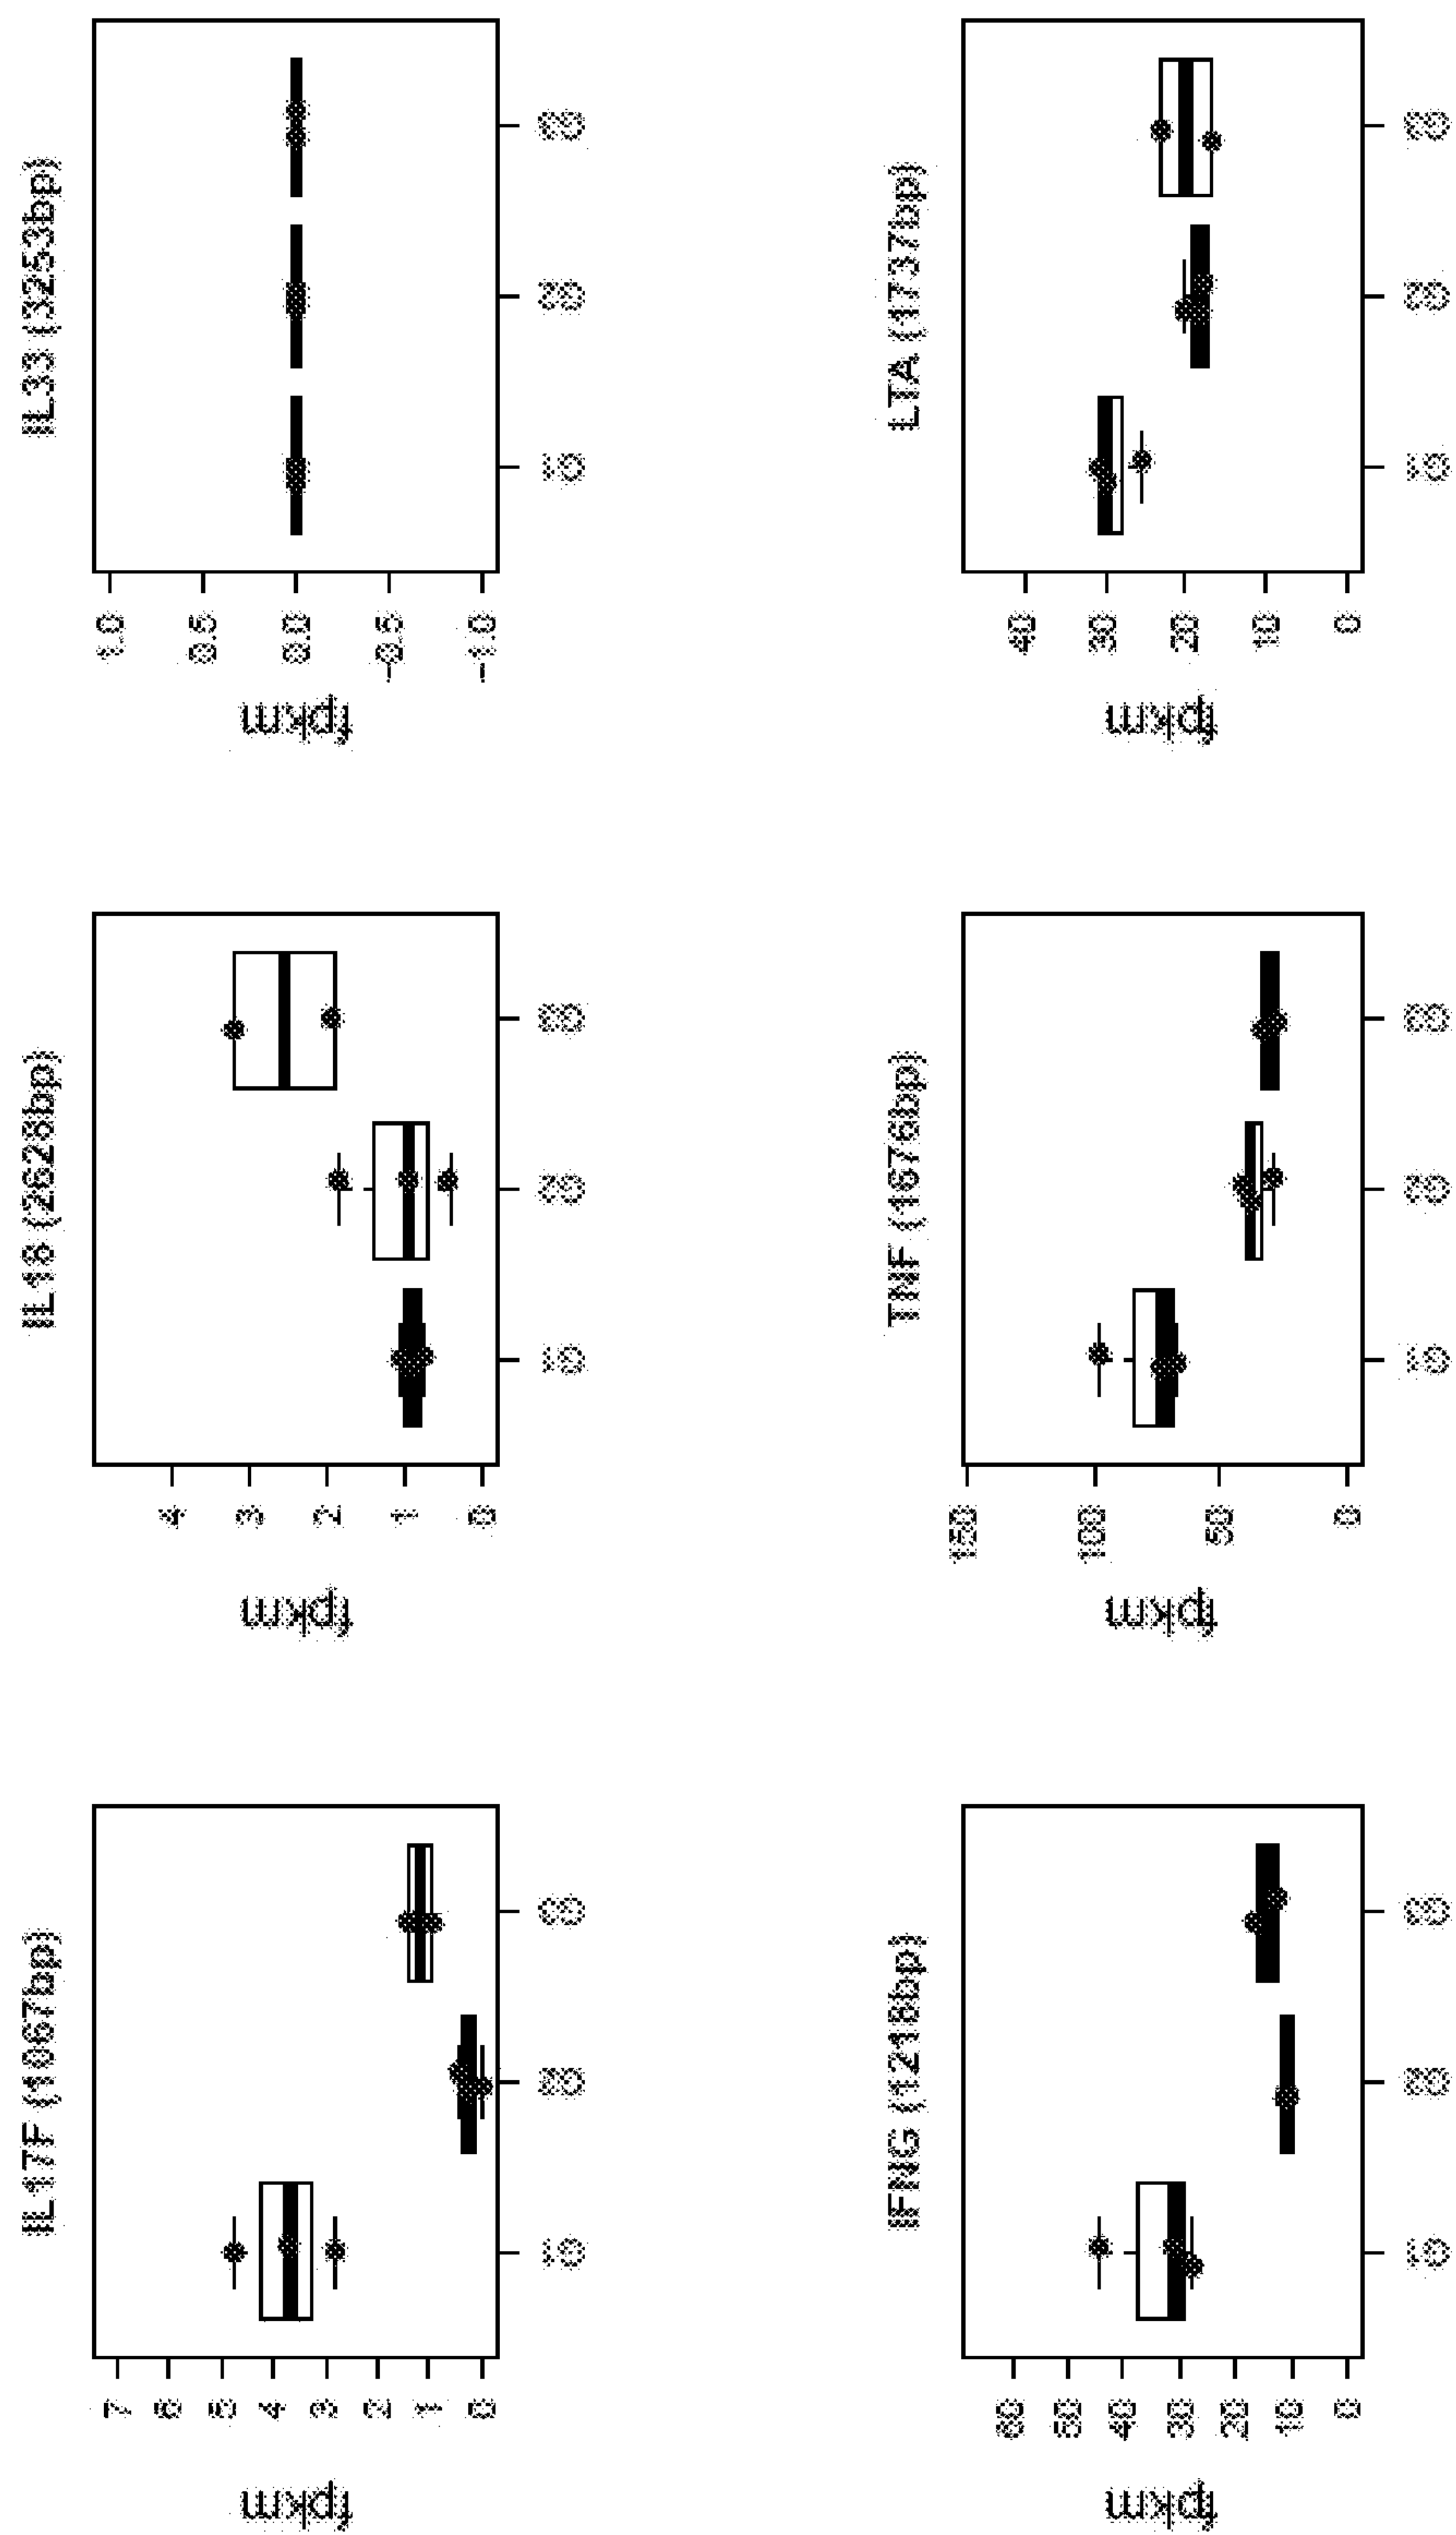 IL17F (1067bp)
fpkm
7
6
5
4
3
2
1
0
IL18 (2628bp)
fpkm
4
3
2
1
0
IL33 (3253bp)
fpkm
1.0
0.5
0.0
-0.5
-1.0
IFNG (1218bp)
fpkm
60
50
40
30
20
10
0
TNF (1676bp)
fpkm
150
100
50
0
LTA (1737bp)
fpkm
40
30
20
10
0